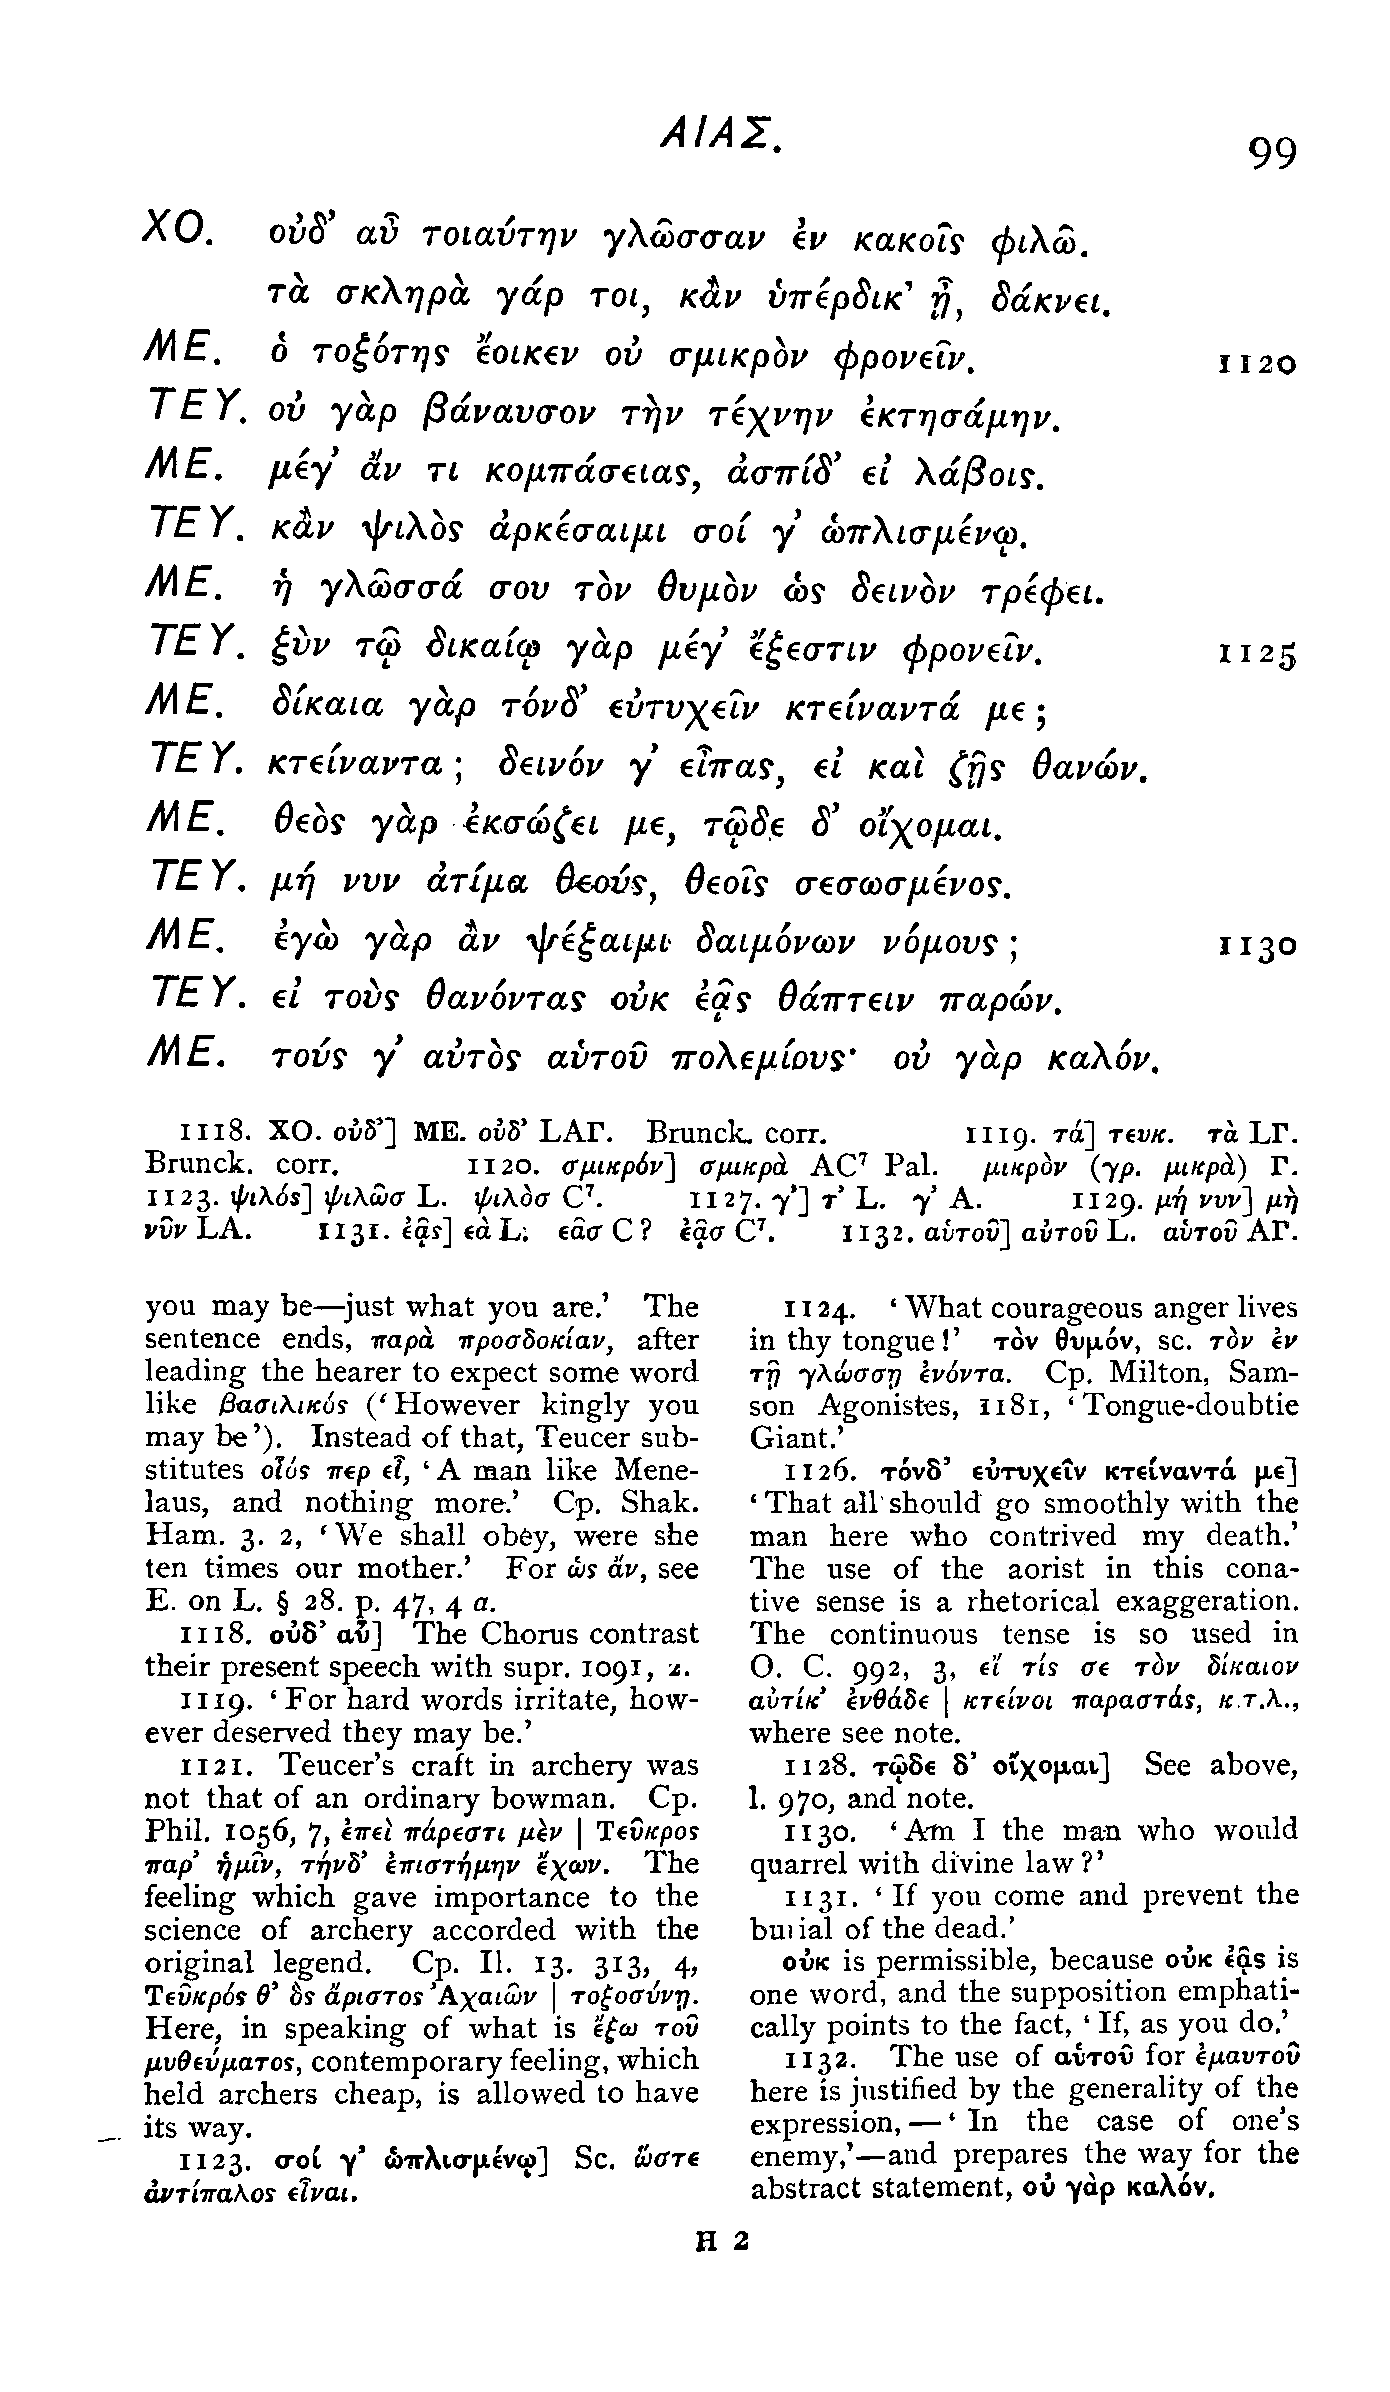 ΑΙΑΣ.
99
ΧΟ. οὐδ’ αὖ τοιαύτην γλῶσσαν ἐν κακοῖς φιλῶ.
τὰ σκληρὰ γάρ τοι, κἂν ὑπέρδικ’ ᾖ, δάκνει.
ΜΕ. ὁ τοξότης ἔοικεν οὐ σμικρὸν φρονεῖν. 1120
ΤΕΥ. οὐ γὰρ βάναυσον τὴν τέχνην ἐκτησάμην.
ΜΕ. μέγ’ ἄν τι κομπάσειας, ἀσπίδ’ εἰ λάβοις.
ΤΕΥ. κἂν ψιλὸς ἀρκέσαιμι σοί γ’ ὡπλισμένῳ.
ΜΕ. ἡ γλῶσσά σου τὸν θυμὸν ὡς δεινὸν τρέφει.
ΤΕΥ. ξὺν τῷ δικαίῳ γὰρ μέγ’ ἔξεστιν φρονεῖν. 1125
ΜΕ. δίκαια γὰρ τόνδ’ εὐτυχεῖν κτείναντά με ;
ΤΕΥ. κτείναντα ; δεινόν γ’ εἶπας, εἰ καὶ ζῇς θανών.
ΜΕ. θεὸς γὰρ ἐκσώζει με, τῷδε δ’ οἴχομαι.
ΤΕΥ. μή νυν ἀτίμα θεούς, θεοῖς σεσωσμένος.
ΜΕ. ἐγὼ γὰρ ἂν ψέξαιμι δαιμόνων νόμους ; 1130
ΤΕΥ. εἰ τοὺς θανόντας οὐκ ἐᾷς θάπτειν παρών.
ΜΕ. τούς γ’ αὐτὸς αὑτοῦ πολεμίους· οὐ γὰρ καλόν.
1118. ΧΟ. οὐδ’] ΜΕ. οὐδ’ LAΓ. Brunck. corr. 1119. τά] τευκ. τὰ LΓ.
Brunck. corr. 1120. σμικρόν] σμικρὰ AC⁷ Pal. μικρὸν (γρ. μικρὰ) Γ.
1123. ψιλός] ψιλῶσ L. ψιλὸσ C⁷. 1127. γ’] τ’ L. γ’ A. 1129. μή νυν] μὴ
νῦν LA. 1131. ἐᾷς] εὰ L. εᾶσ C? ἐᾷσ C⁷. 1132. αὑτοῦ] αὐτοῦ L. αὑτοῦ AΓ.
you may be—just what you are.’ The
sentence ends, παρὰ προσδοκίαν, after
leading the hearer to expect some word
like βασιλικός (‘However kingly you
may be’). Instead of that, Teucer sub-
stitutes οἷός περ εἶ, ‘A man like Mene-
laus, and nothing more.’ Cp. Shak.
Ham. 3. 2, ‘We shall obey, were she
ten times our mother.’ For ὡς ἄν, see
E. on L. § 28. p. 47, 4 a.
1118. οὐδ’ αὖ] The Chorus contrast
their present speech with supr. 1091, 2.
1119. ‘For hard words irritate, how-
ever deserved they may be.’
1121. Teucer’s craft in archery was
not that of an ordinary bowman. Cp.
Phil. 1056, 7, ἐπεὶ πάρεστι μὲν | Τεῦκρος
παρ’ ἡμῖν, τήνδ’ ἐπιστήμην ἔχων. The
feeling which gave importance to the
science of archery accorded with the
original legend. Cp. Il. 13. 313, 4,
Τεῦκρός θ’ ὃς ἄριστος Ἀχαιῶν | τοξοσύνῃ.
Here, in speaking of what is ἔξω τοῦ
μυθεύματος, contemporary feeling, which
held archers cheap, is allowed to have
its way.
1123. σοί γ’ ὡπλισμένῳ] Sc. ὥστε
ἀντίπαλος εἶναι.
1124. ‘What courageous anger lives
in thy tongue!’ τὸν θυμόν, sc. τὸν ἐν
τῇ γλώσσῃ ἐνόντα. Cp. Milton, Sam-
son Agonistes, 1181, ‘Tongue-doubtie
Giant.’
1126. τόνδ’ εὐτυχεῖν κτείναντά με]
‘That all should go smoothly with the
man here who contrived my death.’
The use of the aorist in this cona-
tive sense is a rhetorical exaggeration.
The continuous tense is so used in
O. C. 992, 3, εἴ τίς σε τὸν δίκαιον
αὐτίκ’ ἐνθάδε | κτείνοι παραστάς, κ.τ.λ.,
where see note.
1128. τῷδε δ’ οἴχομαι] See above,
l. 970, and note.
1130. ‘Am I the man who would
quarrel with divine law?’
1131. ‘If you come and prevent the
burial of the dead.’
οὐκ is permissible, because οὐκ ἐᾷς is
one word, and the supposition emphati-
cally points to the fact, ‘If, as you do.’
1132. The use of αὑτοῦ for ἐμαυτοῦ
here is justified by the generality of the
expression,—‘In the case of one’s
enemy,’—and prepares the way for the
abstract statement, οὐ γὰρ καλόν.
H 2